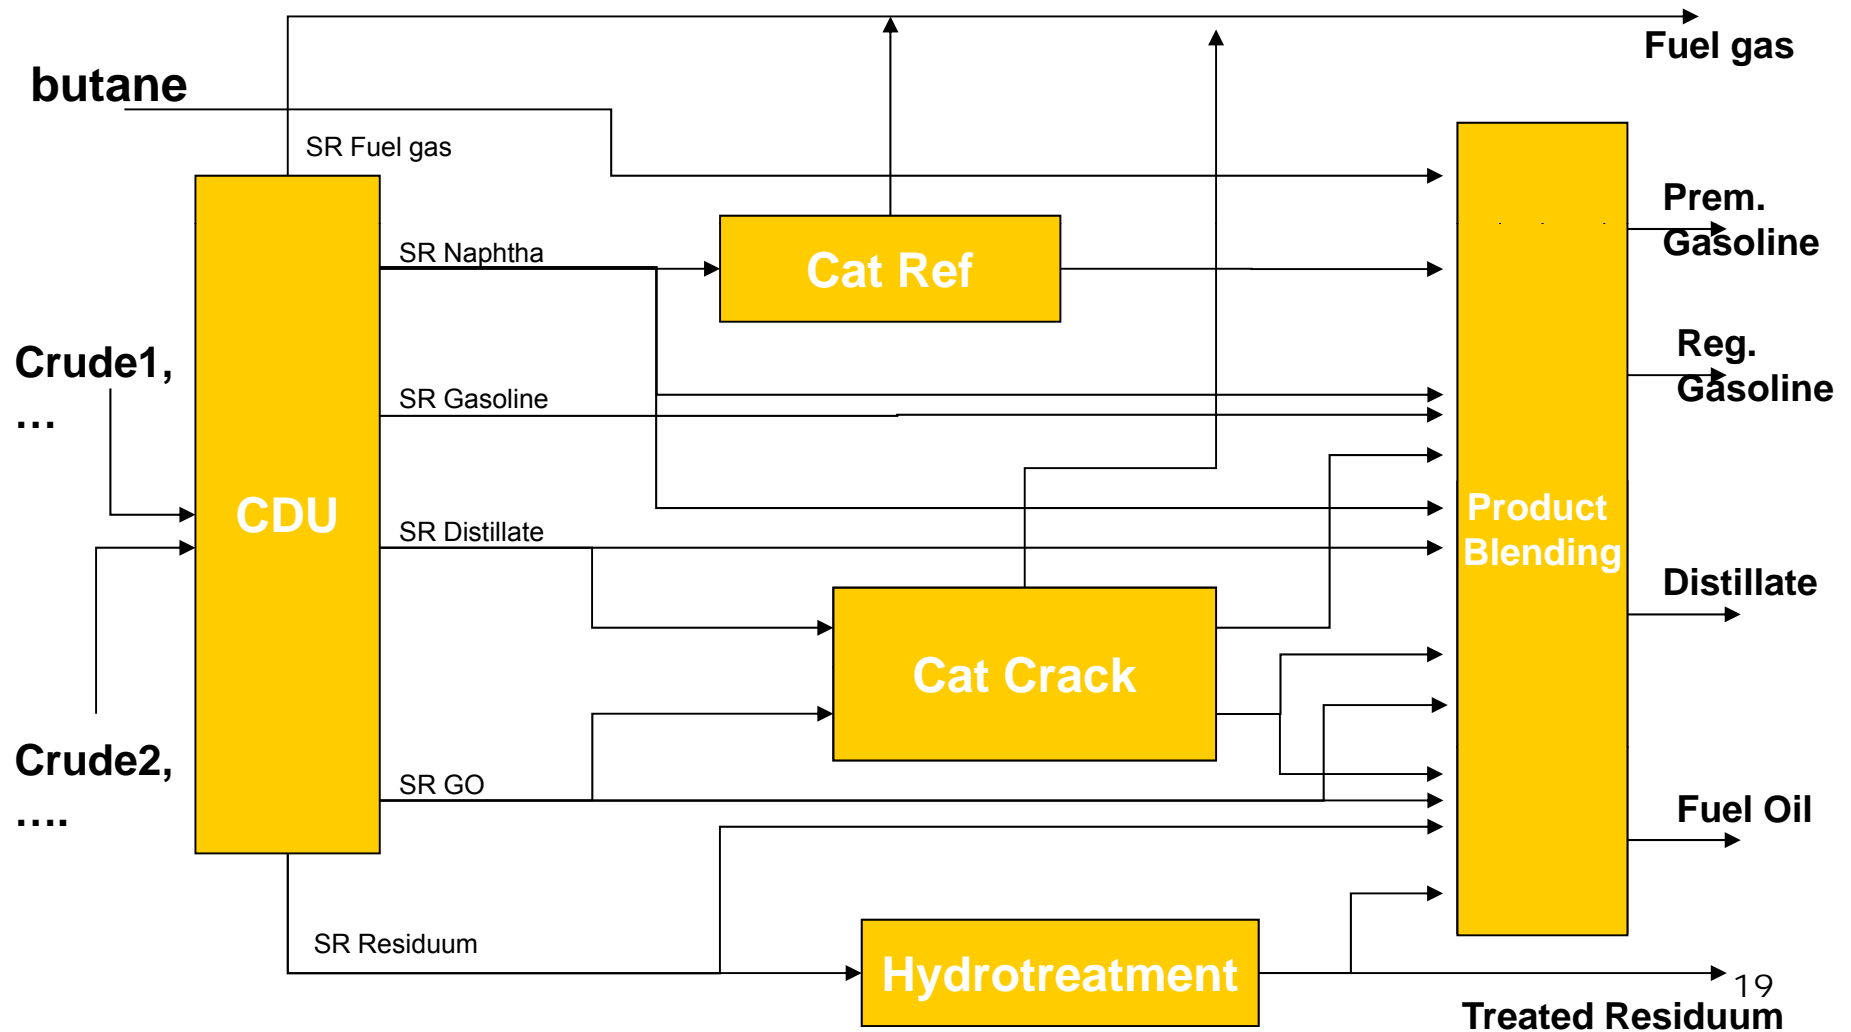 Fuel gas
butane
SR Fuel gas
Prem.
Gasoline
SR Naphtha
Cat Ref
Reg.
Gasoline
Crude1,
...
SR Gasoline
CDU
SR Distillate
Product
Blending
Distillate
Cat Crack
Crude2,
....
SR GO
Fuel Oil
SR Residuum
Hydrotreatment
19
Treated Residuum